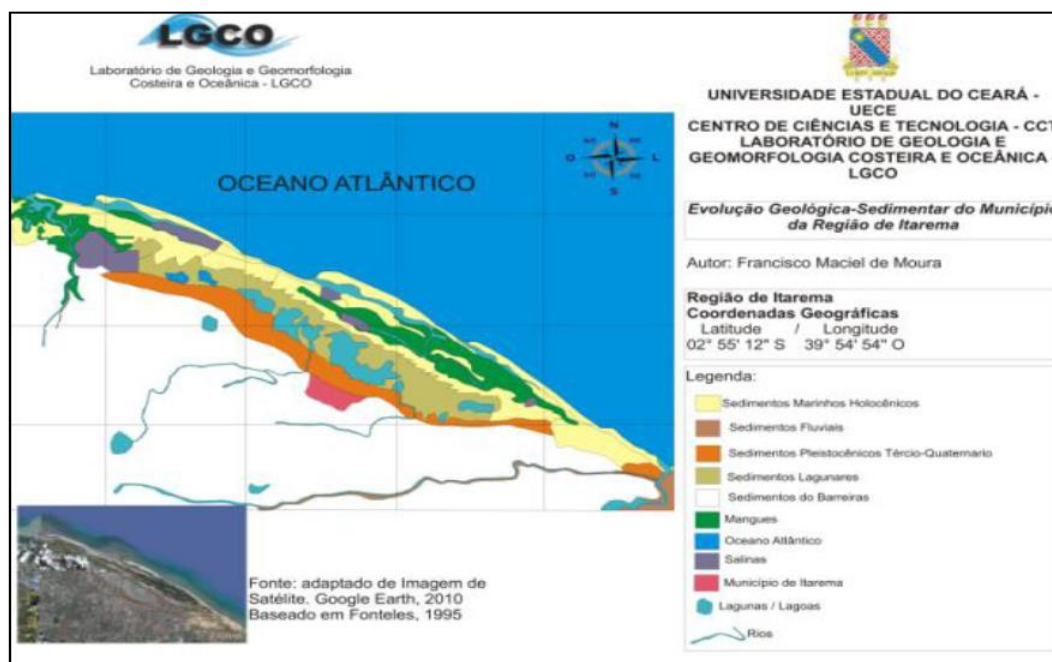 LGCO
Laboratório de Geologia e Geomorfologia
Costeira e Oceânica - LGCO
UNIVERSIDADE ESTADUAL DO CEARÁ -
UECE
CENTRO DE CIÊNCIAS E TECNOLOGIA - CCT
LABORATÓRIO DE GEOLOGIA E
GEOMORFOLOGIA COSTEIRA E OCEÂNICA
LGCO
Evolução Geológica-Sedimentar do Município
da Região de Itarema
Autor: Francisco Maciel de Moura
Região de Itarema
Coordenadas Geográficas
Latitude / Longitude
02° 55' 12" S 39° 54' 54" O
Legenda:
Sedimentos Marinhos Holocênicos
Sedimentos Fluviais
Sedimentos Pleistocênicos Tércio-Quaternario
Sedimentos Lagunares
Sedimentos do Barreiras
Mangues
Oceano Atlântico
Salinas
Município de Itarema
Lagunas / Lagoas
Rios
OCEANO ATLÂNTICO
N
O L
S
Fonte: adaptado de Imagem de
Satélite. Google Earth, 2010
Baseado em Fonteles, 1995